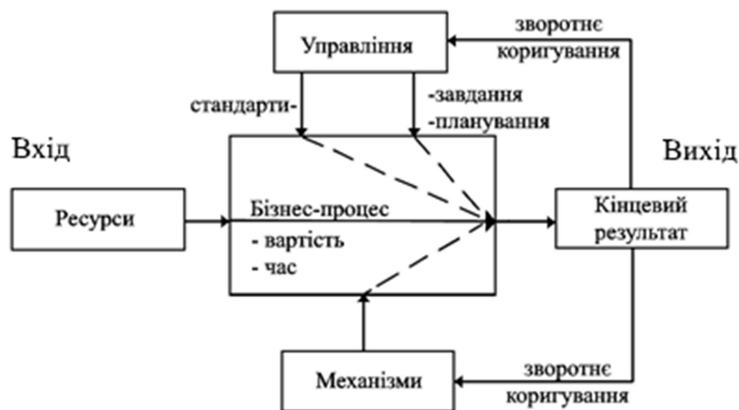 зворотнє
коригування
Управління
стандарти-
-завдання
-планування
Вхід
Вихід
Ресурси
Бізнес-процес
- вартість
- час
Кінцевий
результат
Механізми
зворотнє
коригування